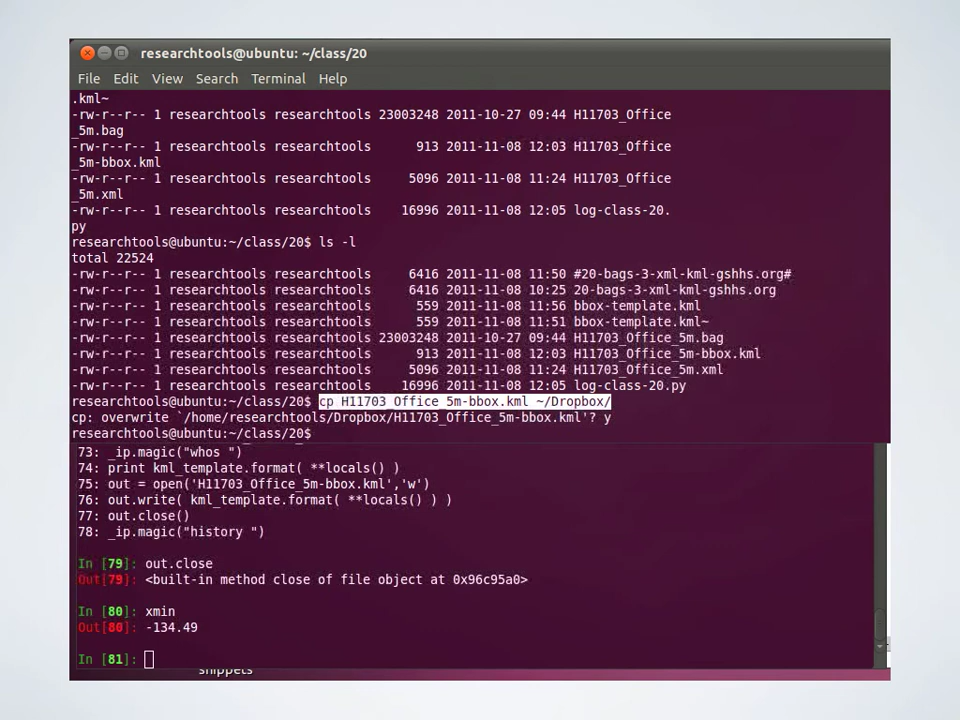 researchtools@ubuntu: ~/class/20
File Edit View Search Terminal Help
.kml~
-rw-r--r-- 1 researchtools researchtools 23003248 2011-10-27 09:44 H11703_Office
_5m.bag
-rw-r--r-- 1 researchtools researchtools      913 2011-11-08 12:03 H11703_Office
_5m-bbox.kml
-rw-r--r-- 1 researchtools researchtools     5096 2011-11-08 11:24 H11703_Office
_5m.xml
-rw-r--r-- 1 researchtools researchtools    16996 2011-11-08 12:05 log-class-20.
py
researchtools@ubuntu:~/class/20$ ls -l
total 22524
-rw-r--r-- 1 researchtools researchtools     6416 2011-11-08 11:50 #20-bags-3-xml-kml-gshhs.org#
-rw-r--r-- 1 researchtools researchtools     6416 2011-11-08 10:25 20-bags-3-xml-kml-gshhs.org
-rw-r--r-- 1 researchtools researchtools      559 2011-11-08 11:56 bbox-template.kml
-rw-r--r-- 1 researchtools researchtools      559 2011-11-08 11:51 bbox-template.kml~
-rw-r--r-- 1 researchtools researchtools 23003248 2011-10-27 09:44 H11703_Office_5m.bag
-rw-r--r-- 1 researchtools researchtools      913 2011-11-08 12:03 H11703_Office_5m-bbox.kml
-rw-r--r-- 1 researchtools researchtools     5096 2011-11-08 11:24 H11703_Office_5m.xml
-rw-r--r-- 1 researchtools researchtools    16996 2011-11-08 12:05 log-class-20.py
researchtools@ubuntu:~/class/20$ cp H11703_Office_5m-bbox.kml ~/Dropbox/
cp: overwrite `/home/researchtools/Dropbox/H11703_Office_5m-bbox.kml'? y
researchtools@ubuntu:~/class/20$
73: _ip.magic("whos ")
74: print kml_template.format( **locals() )
75: out = open('H11703_Office_5m-bbox.kml','w')
76: out.write( kml_template.format( **locals() ) )
77: out.close()
78: _ip.magic("history ")
In [79]: out.close
Out[79]: <built-in method close of file object at 0x96c95a0>
In [80]: xmin
Out[80]: -134.49
In [81]:
snippets